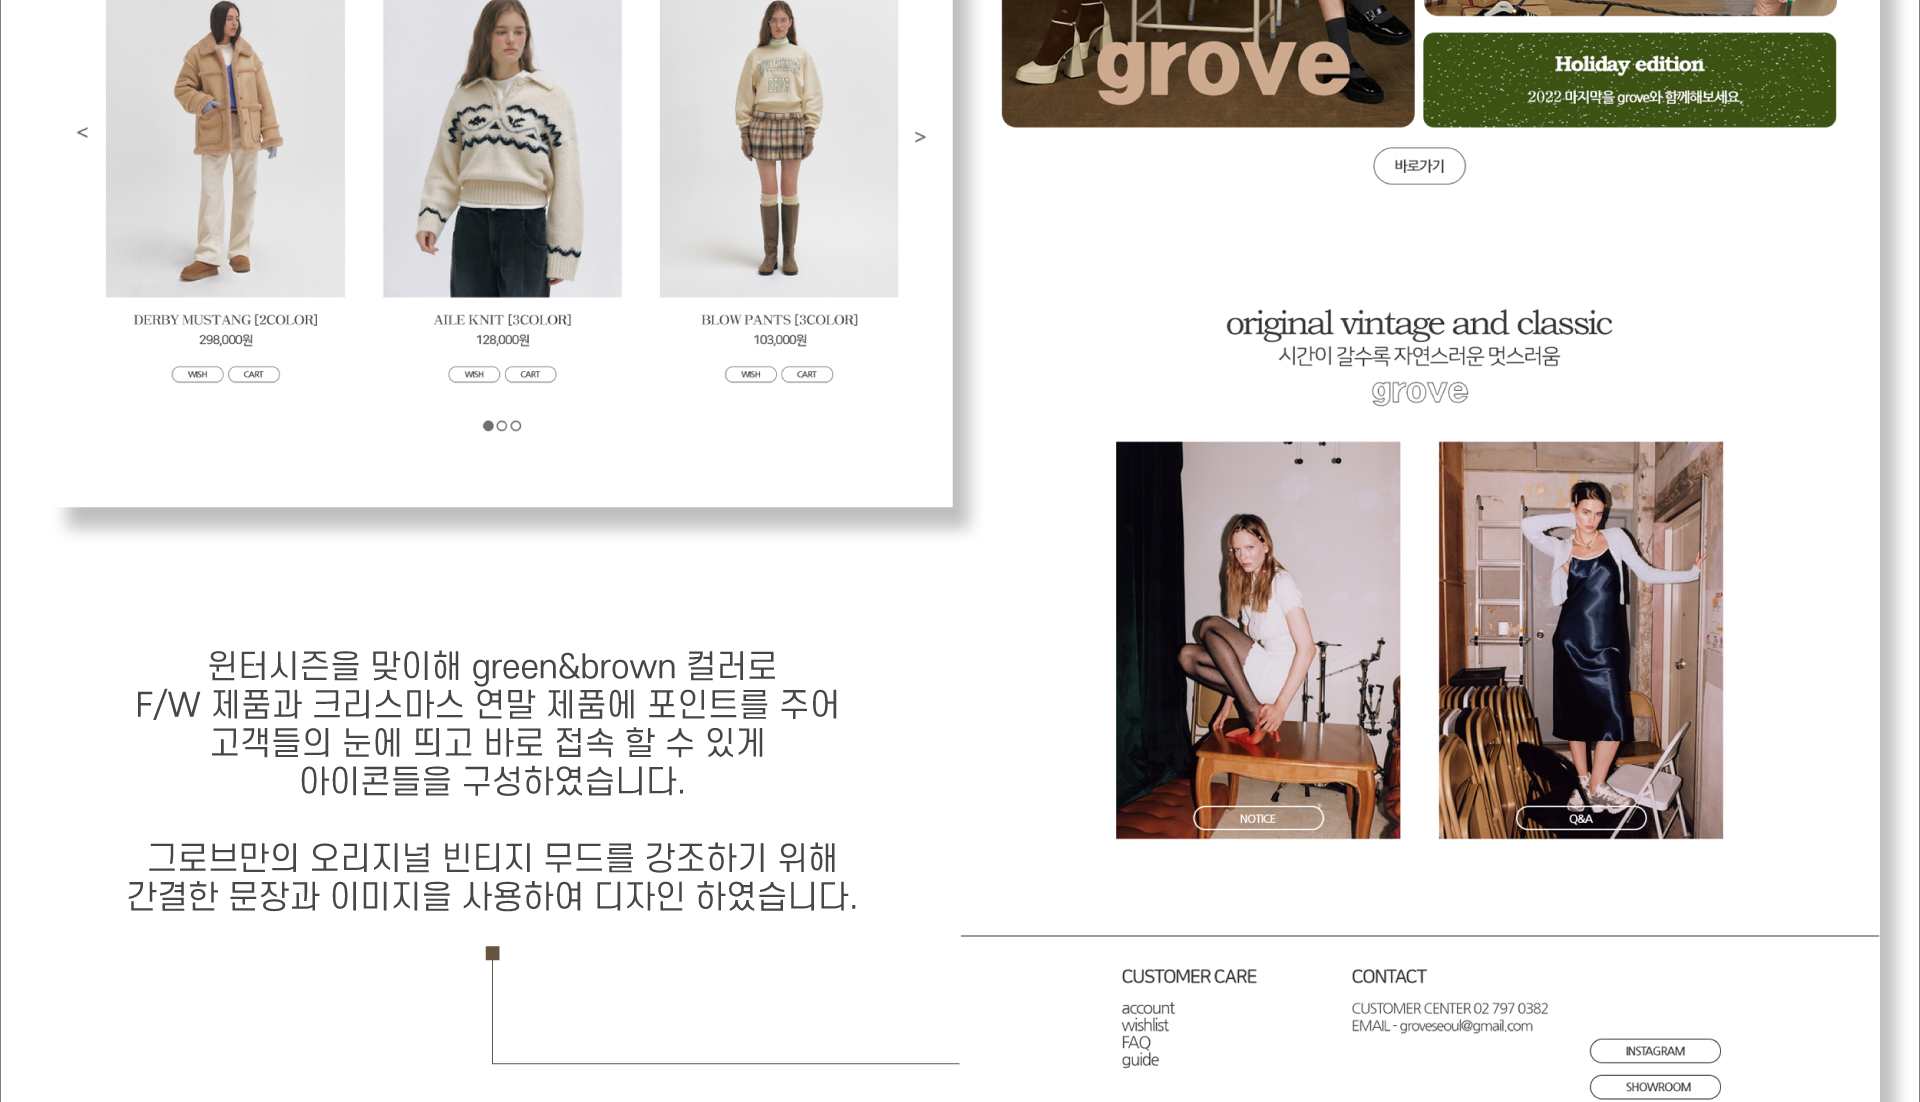 <
>
DERBY MUSTANG [2COLOR]
298,000원
WISH
CART
AILE KNIT [3COLOR]
128,000원
WISH
CART
BLOW PANTS [3COLOR]
103,000원
WISH
CART
윈터시즌을 맞이해 green&brown 컬러로
F/W 제품과 크리스마스 연말 제품에 포인트를 주어
고객들의 눈에 띄고 바로 접속 할 수 있게
아이콘들을 구성하였습니다.
그로브만의 오리지널 빈티지 무드를 강조하기 위해
간결한 문장과 이미지을 사용하여 디자인 하였습니다.
grove
Holiday edition
2022 마지막을 grove와 함께해보세요.
바로가기
original vintage and classic
시간이 갈수록 자연스러운 멋스러움
grove
NOTICE
Q&A
CUSTOMER CARE
account
wishlist
FAQ
guide
CONTACT
CUSTOMER CENTER 02 797 0382
EMAIL - groveseoul@gmail.com
INSTAGRAM
SHOWROOM